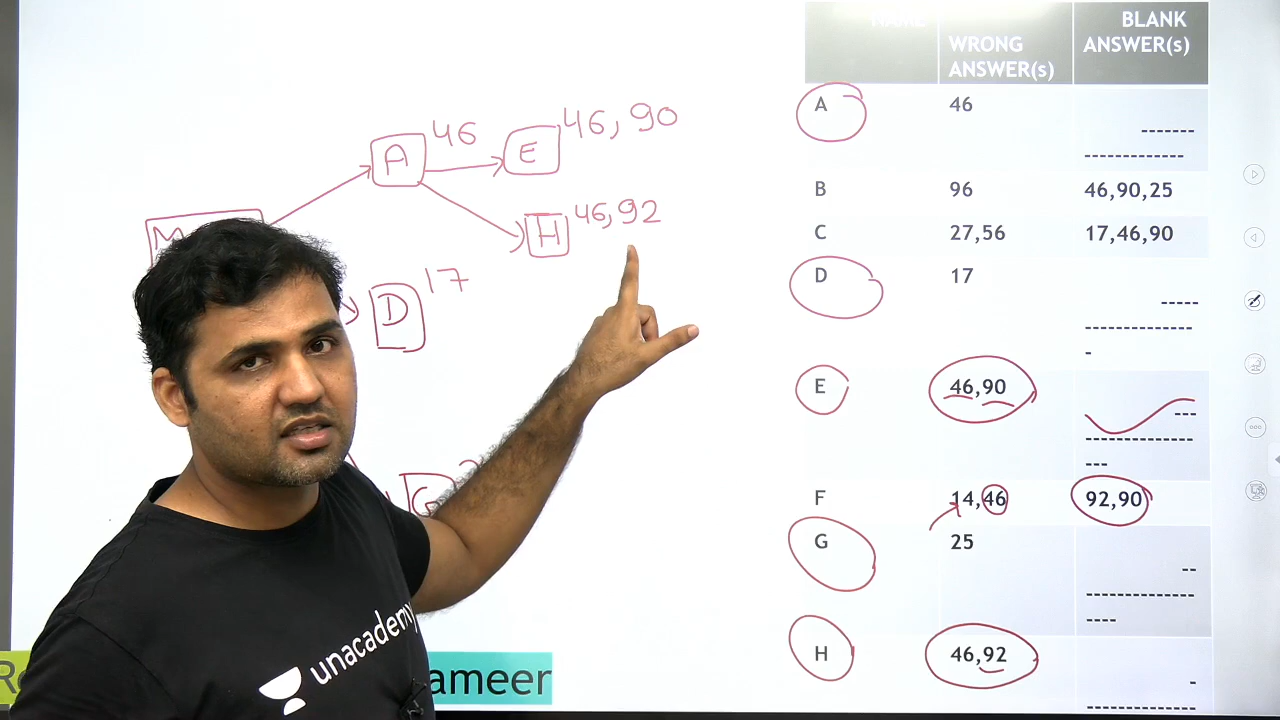 NAME
WRONG
ANSWER(s)
BLANK
ANSWER(s)
A 46
-------
-------------
B 96 46,90,25
C 27,56 17,46,90
D 17
-----
--------------
-
E 46,90
---
--------------
---
F 14,46 92,90
G 25
--
--------------
----
H 46,92
-
--------------
A 46
E 46, 90
H 46,92
D 17
G
M
unacademy
ameer